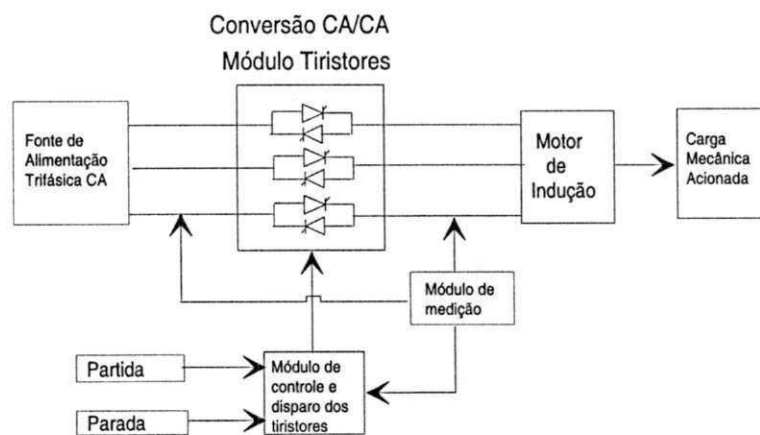 Conversão CA/CA
Módulo Tiristores
Fonte de
Alimentação
Trifásica CA
Motor
de
Indução
Carga
Mecânica
Acionada
Módulo de
medição
Partida
Parada
Módulo de
controle e
disparo dos
tiristores